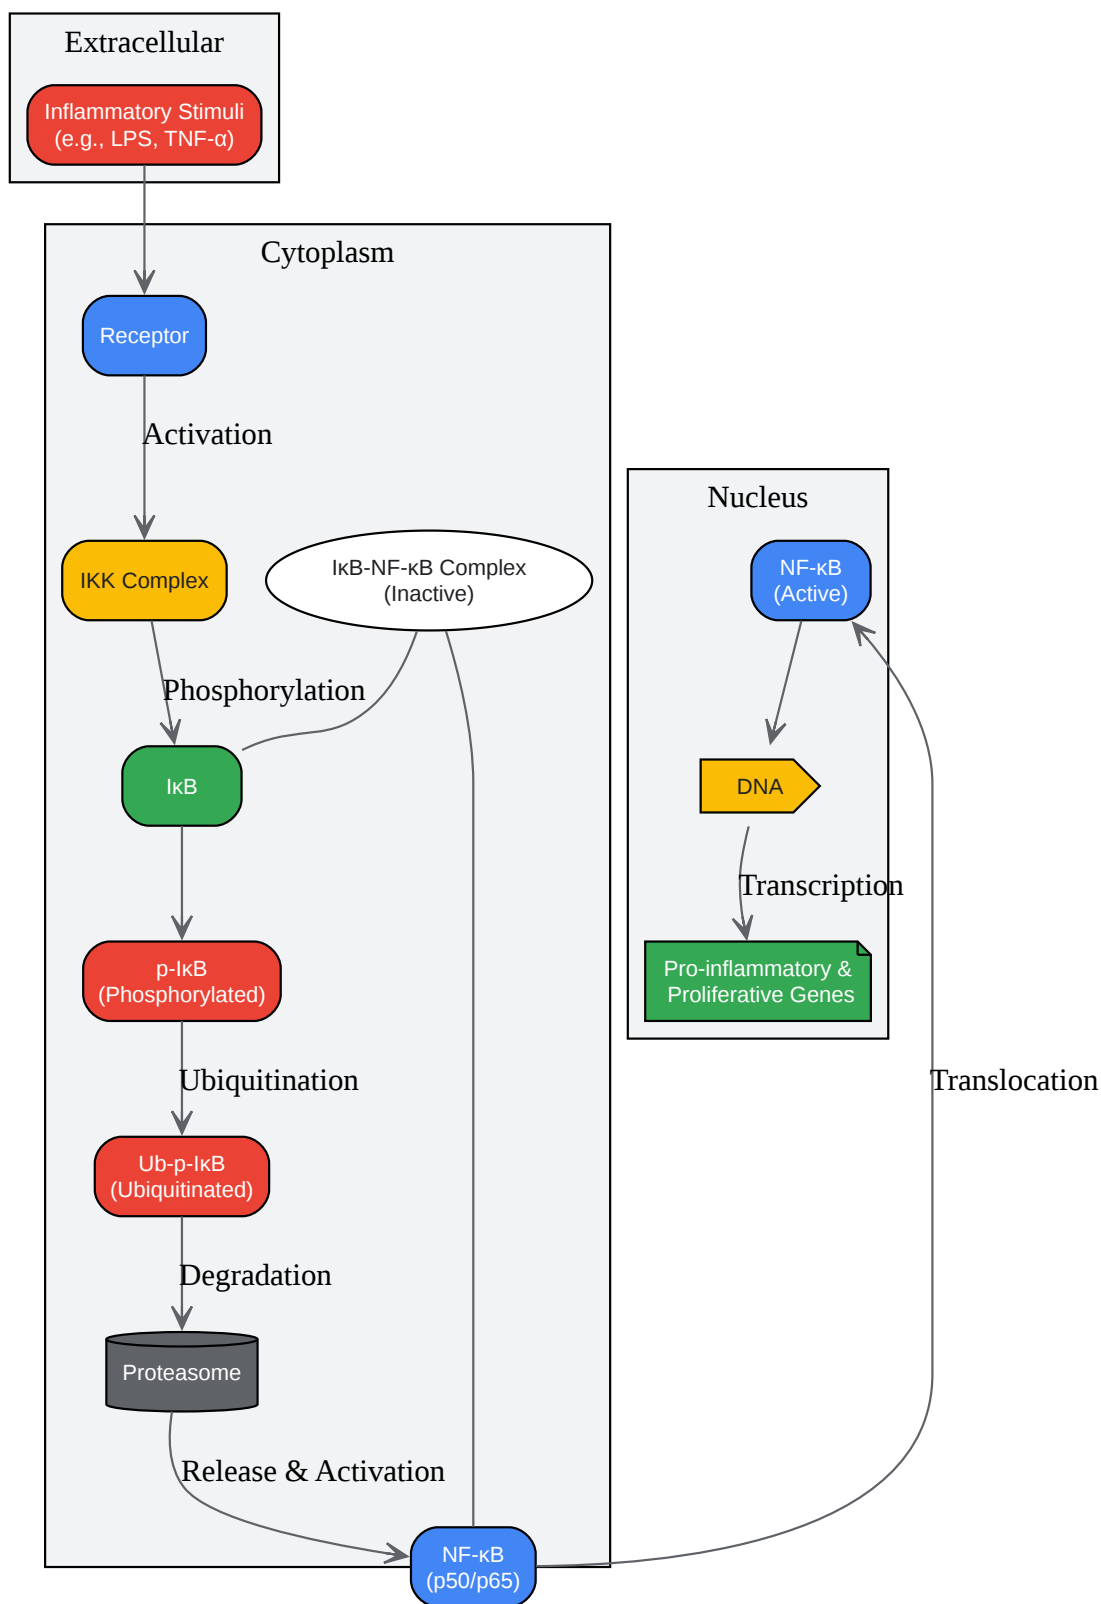 Extracellular
Inflammatory Stimuli
(e.g., LPS, TNF-α)
Cytoplasm
Receptor
Activation
IKK Complex
IκB-NF-κB Complex
(Inactive)
Phosphorylation
IκB
p-IκB
(Phosphorylated)
Ubiquitination
Ub-p-IκB
(Ubiquitinated)
Degradation
Proteasome
Release & Activation
NF-κB
(p50/p65)
Nucleus
NF-κB
(Active)
DNA
Transcription
Pro-inflammatory &
Proliferative Genes
Translocation